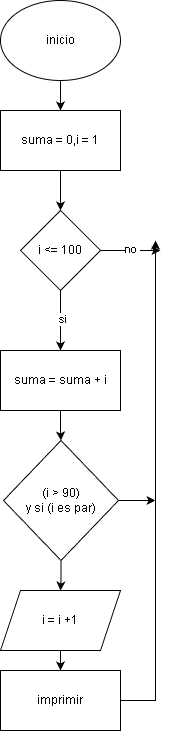 inicio
suma = 0,i = 1
i <= 100
no
si
suma = suma + i
(i > 90)
y si (i es par)
i = i +1
imprimir